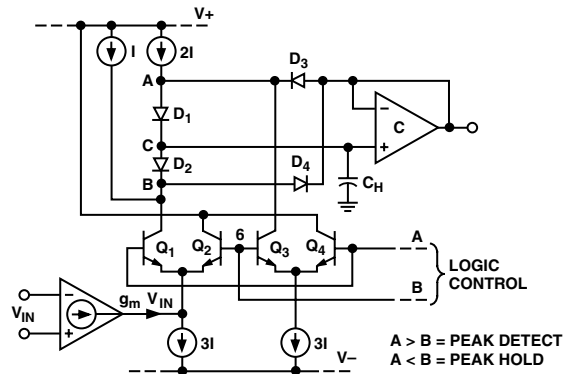 V+
I
2I
A
D3
D1
−
C
+
C
D2
D4
B
CH
6
Q1
Q2
Q3
Q4
A
B
LOGIC
CONTROL
VIN
−
+
gm VIN
3I
3I
V−
A > B = PEAK DETECT
A < B = PEAK HOLD